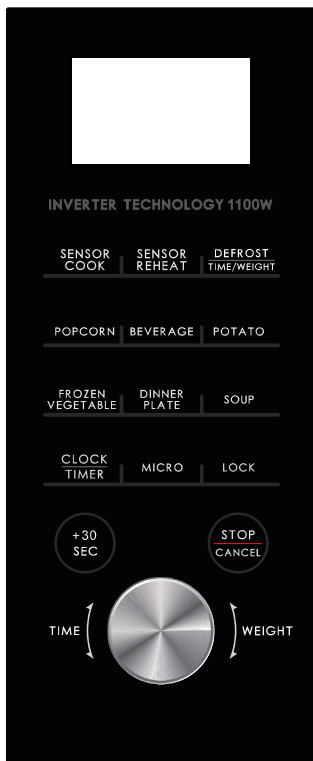 INVERTER TECHNOLOGY 1100W
SENSOR COOK
SENSOR REHEAT
DEFROST
TIME/WEIGHT
POPCORN
BEVERAGE
POTATO
FROZEN
VEGETABLE
DINNER
PLATE
SOUP
CLOCK
TIMER
MICRO
LOCK
+30
SEC
STOP
CANCEL
TIME
WEIGHT